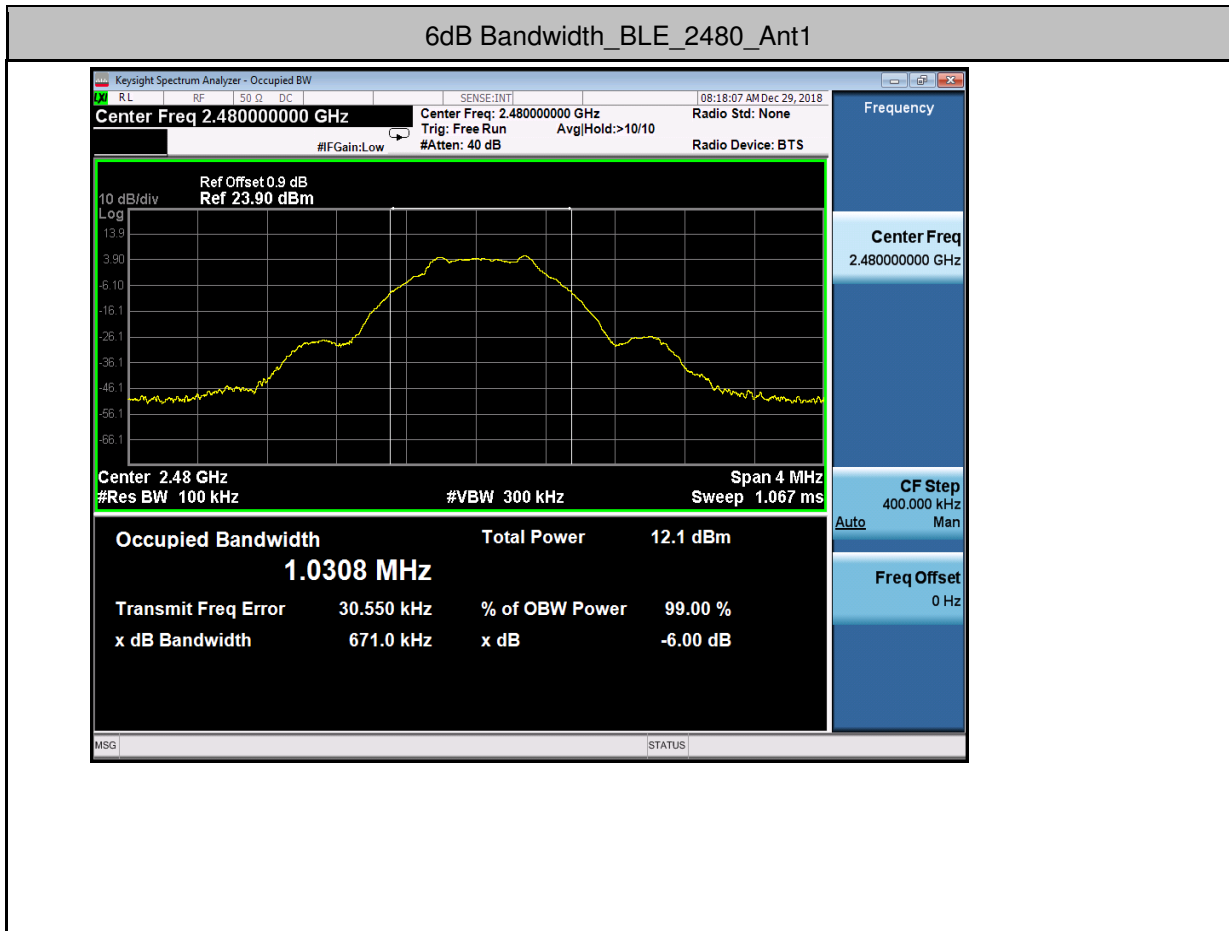 6dB Bandwidth_BLE_2480_Ant1
Keysight Spectrum Analyzer - Occupied BW
LXI RL RF 50 Ω DC SENSE:INT 08:18:07 AM Dec 29, 2018
Center Freq 2.480000000 GHz
#IFGain:Low
Center Freq: 2.480000000 GHz
Trig: Free Run Avg|Hold:>10/10
#Atten: 40 dB
Radio Std: None
Radio Device: BTS
Frequency
Ref Offset 0.9 dB
10 dB/div Ref 23.90 dBm
Log
13.9
3.90
-6.10
-16.1
-26.1
-36.1
-46.1
-56.1
-66.1
Center 2.48 GHz Span 4 MHz
#Res BW 100 kHz #VBW 300 kHz Sweep 1.067 ms
Center Freq
2.480000000 GHz
CF Step
400.000 kHz
Auto Man
Freq Offset
0 Hz
Occupied Bandwidth Total Power 12.1 dBm
1.0308 MHz
Transmit Freq Error 30.550 kHz % of OBW Power 99.00 %
x dB Bandwidth 671.0 kHz x dB -6.00 dB
MSG STATUS